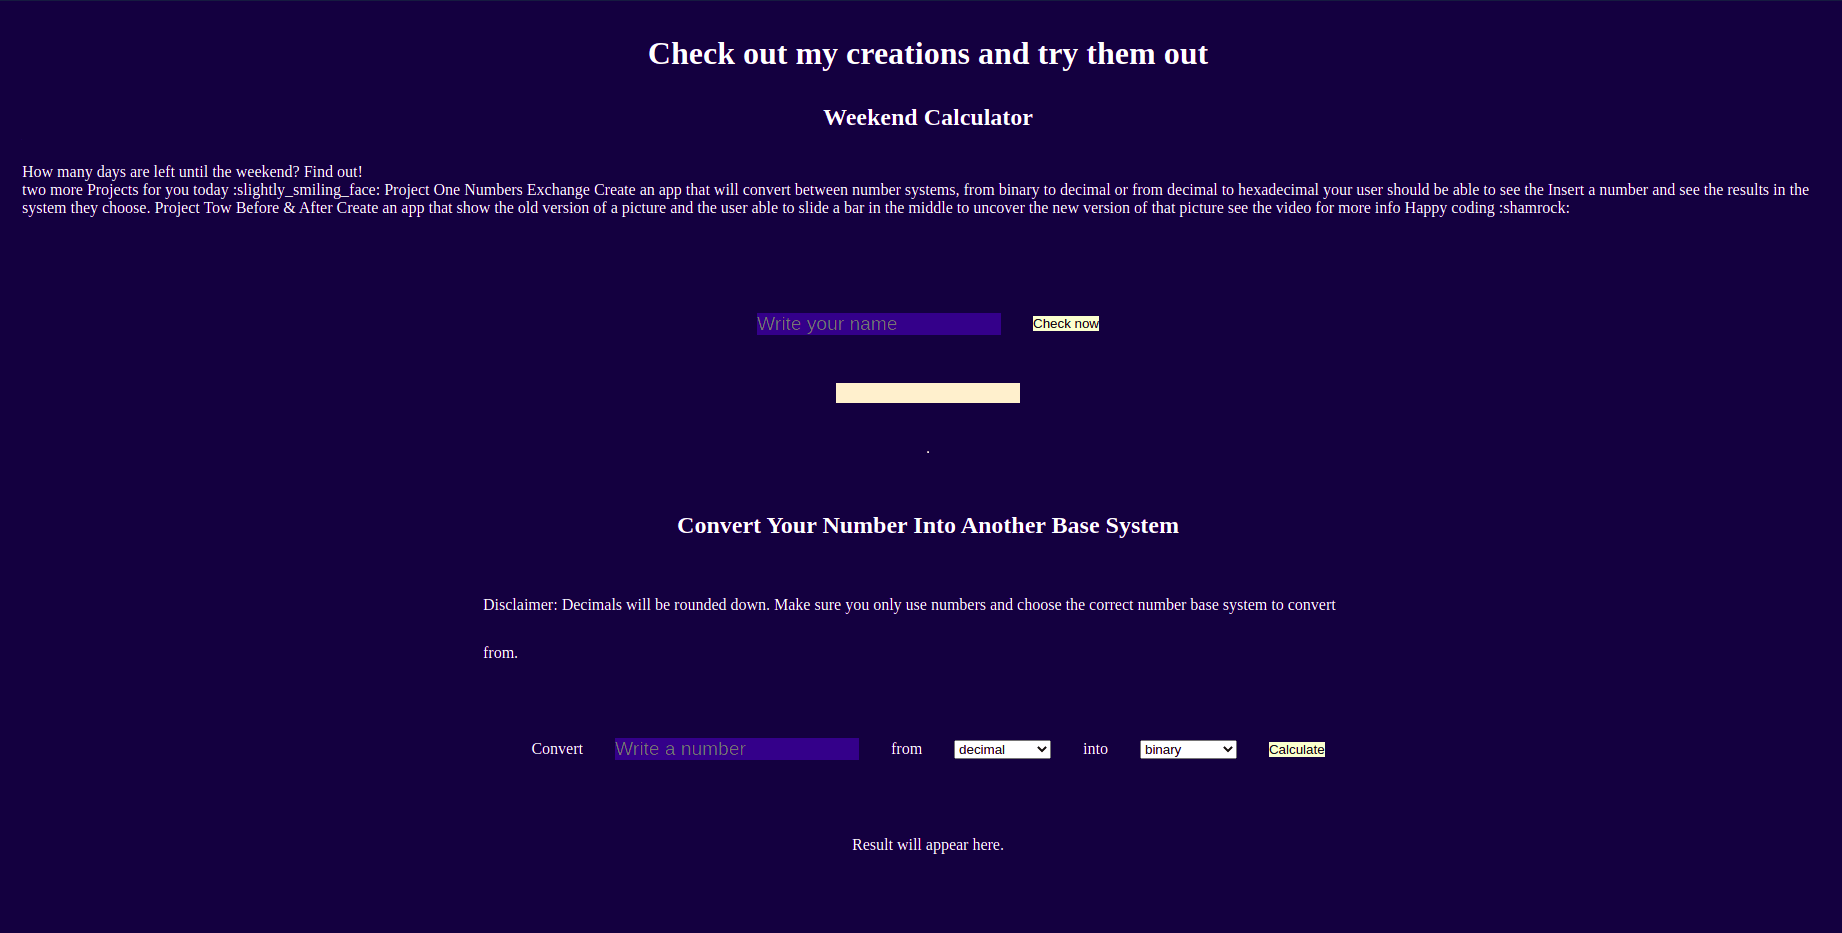 Check out my creations and try them out
Weekend Calculator
How many days are left until the weekend? Find out!
two more Projects for you today :slightly_smiling_face: Project One Numbers Exchange Create an app that will convert between number systems, from binary to decimal or from decimal to hexadecimal your user should be able to see the Insert a number and see the results in the
system they choose. Project Tow Before & After Create an app that show the old version of a picture and the user able to slide a bar in the middle to uncover the new version of that picture see the video for more info Happy coding :shamrock:
Write your name Check now
.
Convert Your Number Into Another Base System
Disclaimer: Decimals will be rounded down. Make sure you only use numbers and choose the correct number base system to convert
from.
Convert Write a number from decimal into binary Calculate
Result will appear here.